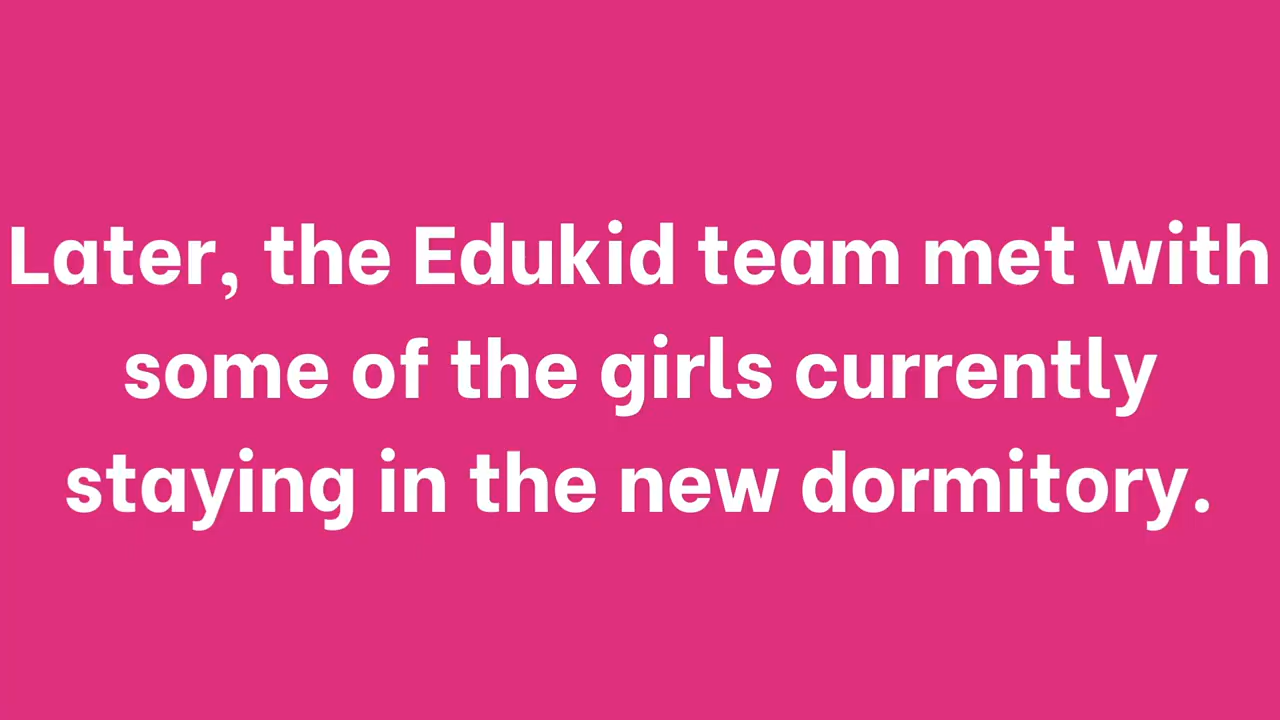 Later, the Edukid team met with
some of the girls currently
staying in the new dormitory.